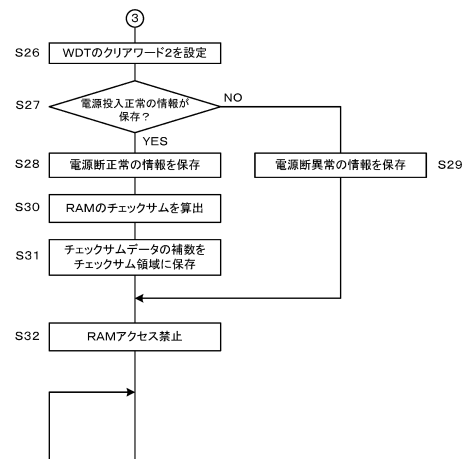 3
S26
WDTのクリアワード2を設定
S27
電源投入正常の情報が
保存？
NO
YES
S28
電源断正常の情報を保存
電源断異常の情報を保存
S29
S30
RAMのチェックサムを算出
S31
チェックサムデータの補数を
チェックサム領域に保存
S32
RAMアクセス禁止